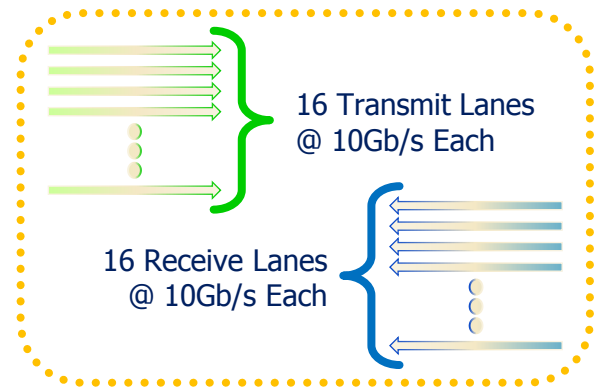 16 Transmit Lanes
@ 10Gb/s Each
16 Receive Lanes
@ 10Gb/s Each